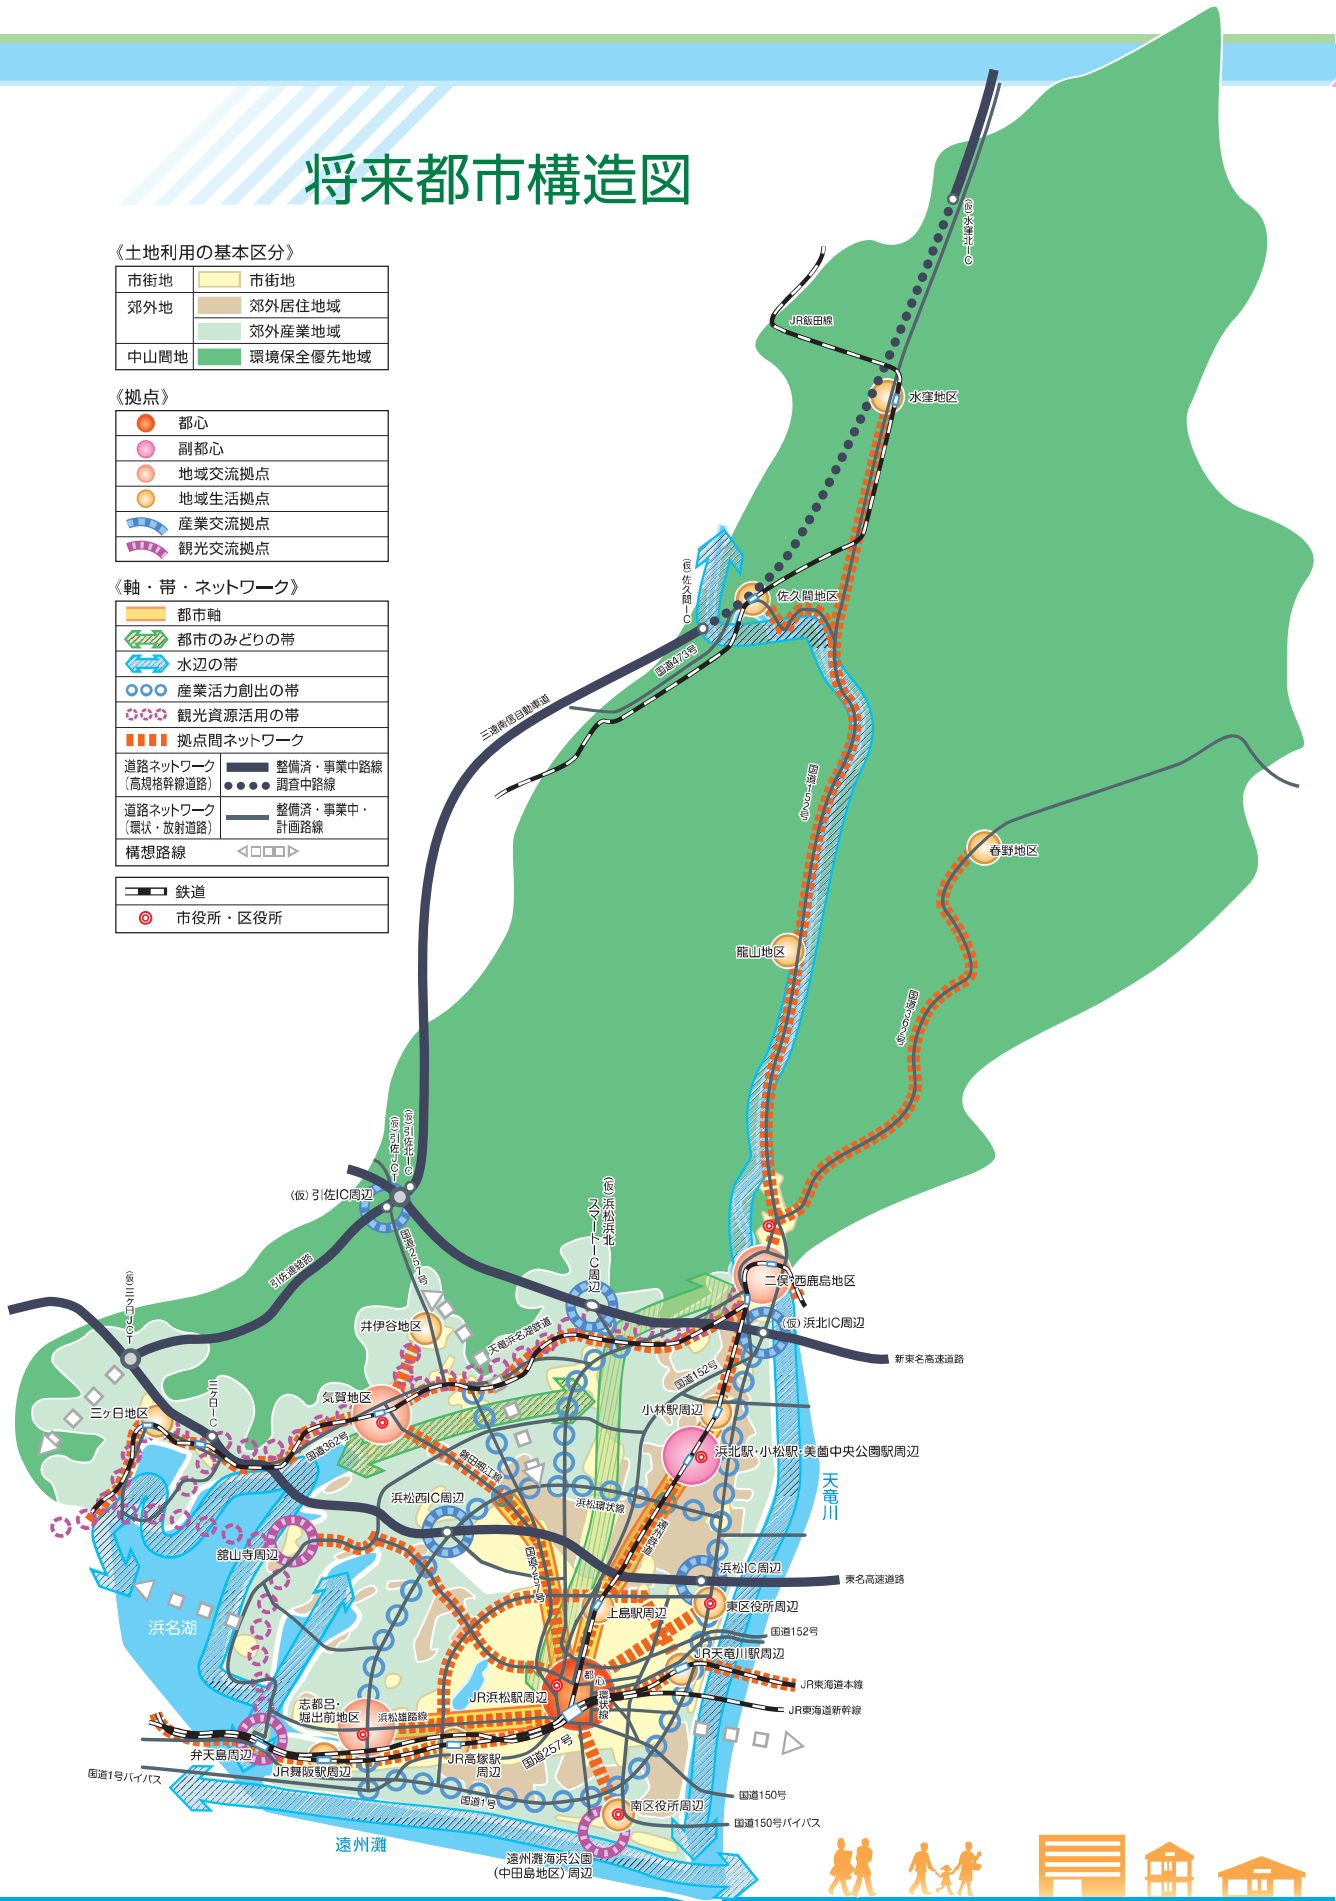 将来都市構造図
《土地利用の基本区分》
市街地 市街地
郊外地 郊外居住地域
郊外産業地域
中山間地 環境保全優先地域
《拠点》
都心
副都心
地域交流拠点
地域生活拠点
産業交流拠点
観光交流拠点
《軸・帯・ネットワーク》
都市軸
都市のみどりの帯
水辺の帯
産業活力創出の帯
観光資源活用の帯
拠点間ネットワーク
道路ネットワーク
(高規格幹線道路)
整備済・事業中路線
調査中路線
道路ネットワーク
(環状・放射道路)
整備済・事業中・
計画路線
構想路線
鉄道
市役所・区役所
(仮)水窪北IC
JR飯田線
水窪地区
(仮)佐久間IC
佐久間地区
国道473号
三遠南信自動車道
国道152号
春野地区
龍山地区
国道362号
(仮)引佐北IC
(仮)引佐JCT
(仮)引佐IC周辺
(仮)浜松浜北
スマートIC周辺
国道257号
引佐連絡路
(仮)三ヶ日JCT
二俣・西鹿島地区
井伊谷地区
天竜浜名湖鉄道
(仮)浜北IC周辺
新東名高速道路
国道152号
気賀地区
三ヶ日IC
三ヶ日地区
小林駅周辺
国道362号
浜北駅・小松駅・美薗中央公園駅周辺
磐田細江線
天竜川
浜松西IC周辺
浜松環状線
遠州鉄道
舘山寺周辺
国道257号
浜松IC周辺
東名高速道路
上島駅周辺
東区役所周辺
浜名湖
国道152号
JR天竜川駅周辺
都心環状線
JR東海道本線
JR浜松駅周辺
志都呂・
堀出前地区
浜松雄踏線
JR東海道新幹線
弁天島周辺
JR舞阪駅周辺
JR高塚駅
周辺
国道257号
国道1号バイパス
国道1号
国道150号
南区役所周辺
国道150号バイパス
遠州灘
遠州灘海浜公園
(中田島地区)周辺